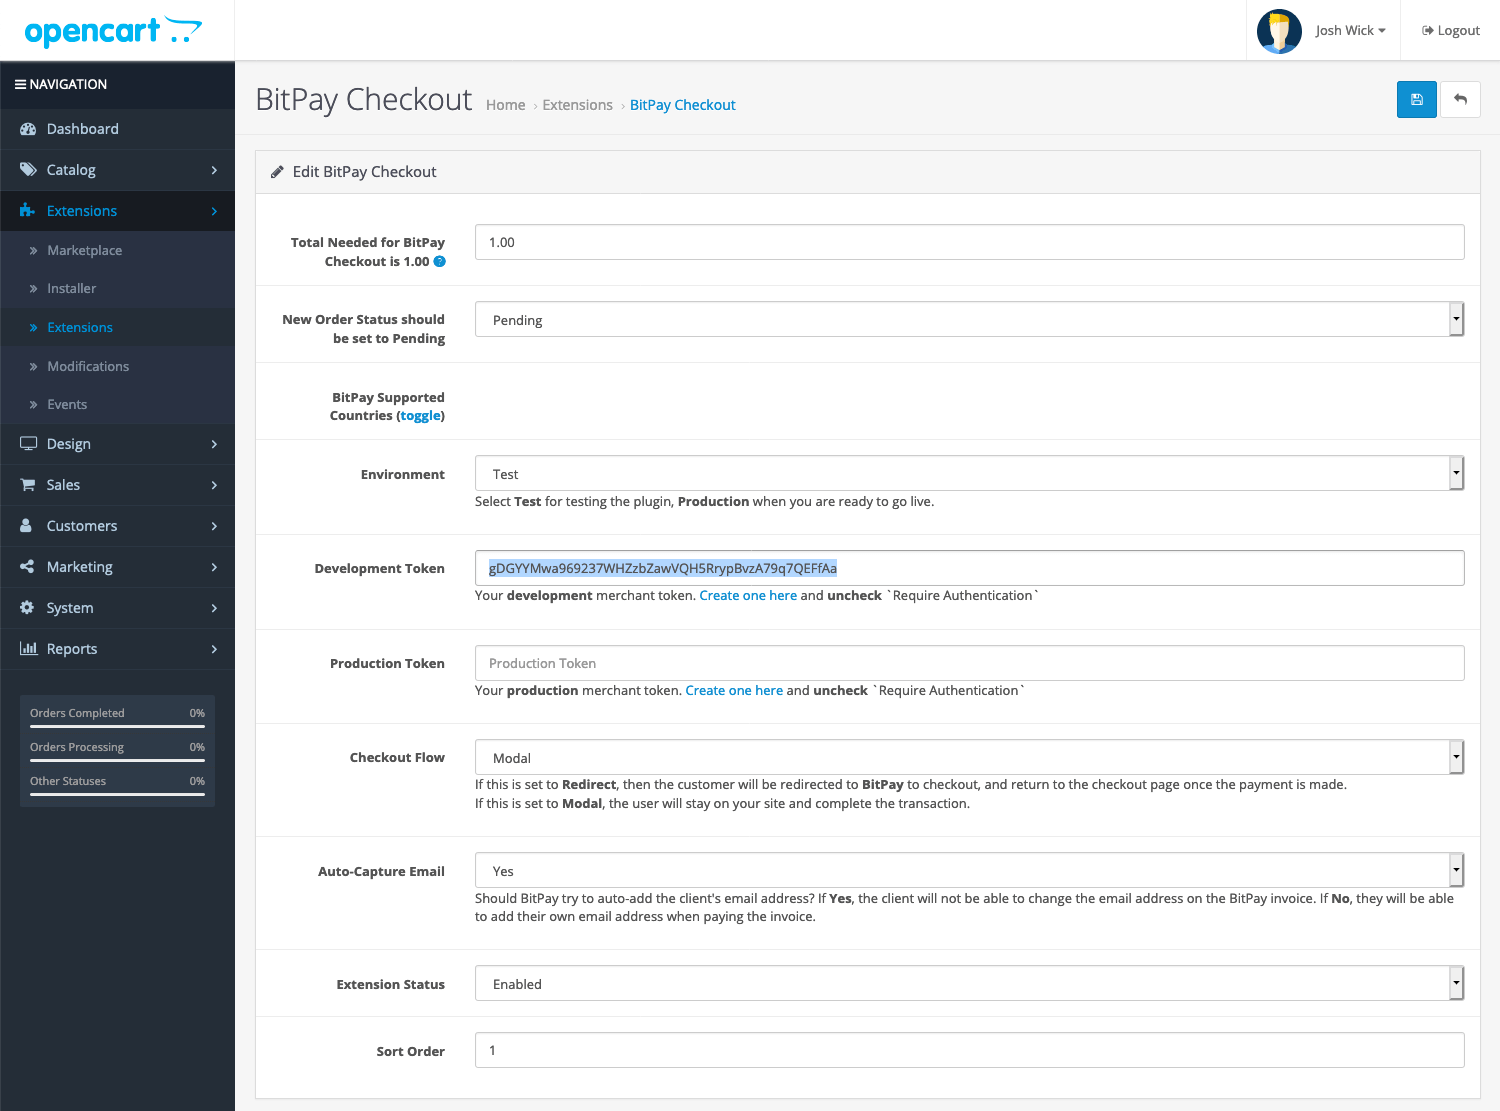 opencart
Josh Wick
Logout
NAVIGATION
BitPay Checkout
Home › Extensions › BitPay Checkout
Dashboard
Catalog
Extensions
Marketplace
Installer
Extensions
Modifications
Events
Design
Sales
Customers
Marketing
System
Reports
Orders Completed 0%
Orders Processing 0%
Other Statuses 0%
Edit BitPay Checkout
Total Needed for BitPay
Checkout is 1.00 ?
1.00
New Order Status should
be set to Pending
Pending
BitPay Supported
Countries (toggle)
Environment
Test
Select Test for testing the plugin, Production when you are ready to go live.
Development Token
gDGYYMwa969237WHZzbZawVQH5RrypBvzA79q7QEFfAa
Your development merchant token. Create one here and uncheck `Require Authentication`
Production Token
Production Token
Your production merchant token. Create one here and uncheck `Require Authentication`
Checkout Flow
Modal
If this is set to Redirect, then the customer will be redirected to BitPay to checkout, and return to the checkout page once the payment is made.
If this is set to Modal, the user will stay on your site and complete the transaction.
Auto-Capture Email
Yes
Should BitPay try to auto-add the client's email address? If Yes, the client will not be able to change the email address on the BitPay invoice. If No, they will be able
to add their own email address when paying the invoice.
Extension Status
Enabled
Sort Order
1